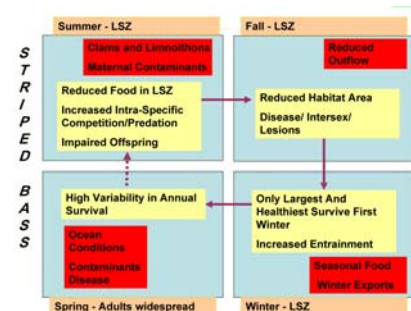 STRIPED BASS
Summer - LSZ
Clams and Limnoithona
Maternal Contaminants
Reduced Food in LSZ
Increased Intra-Specific
Competition/Predation
Impaired Offspring
Fall - LSZ
Reduced
Outflow
Reduced Habitat Area
Disease/ Intersex/
Lesions
High Variability in Annual
Survival
Ocean
Conditions
Contaminants
Disease
Spring - Adults widespread
Only Largest And
Healthiest Survive First
Winter
Increased Entrainment
Seasonal Food
Winter Exports
Winter - LSZ